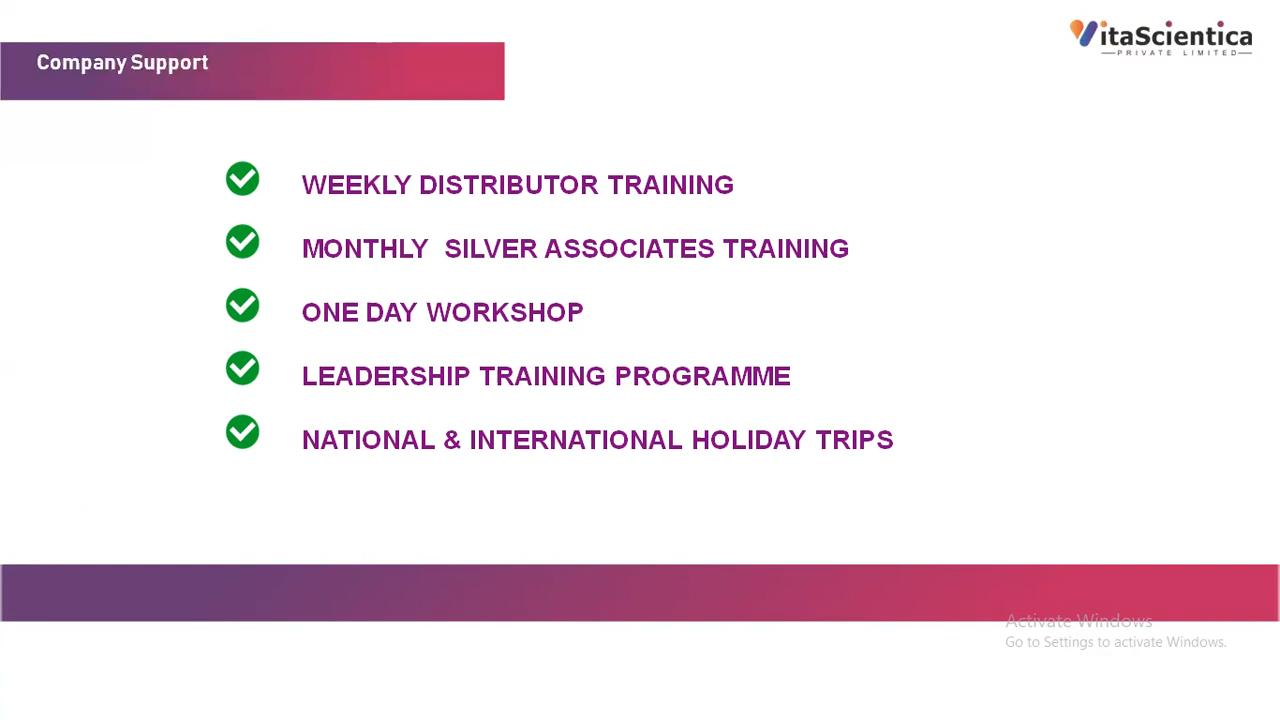 Company Support
VitaScientica
PRIVATE LIMITED
WEEKLY DISTRIBUTOR TRAINING
MONTHLY  SILVER ASSOCIATES TRAINING
ONE DAY WORKSHOP
LEADERSHIP TRAINING PROGRAMME
NATIONAL & INTERNATIONAL HOLIDAY TRIPS
Activate Windows
Go to Settings to activate Windows.